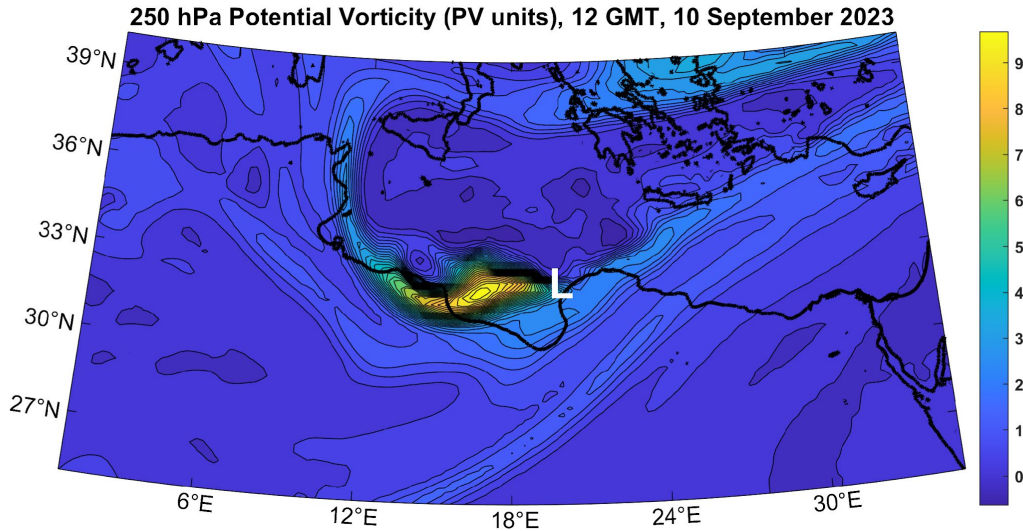 250 hPa Potential Vorticity (PV units), 12 GMT, 10 September 2023
39°N
36°N
33°N
30°N
27°N
6°E
12°E
18°E
24°E
30°E
L
9
8
7
6
5
4
3
2
1
0